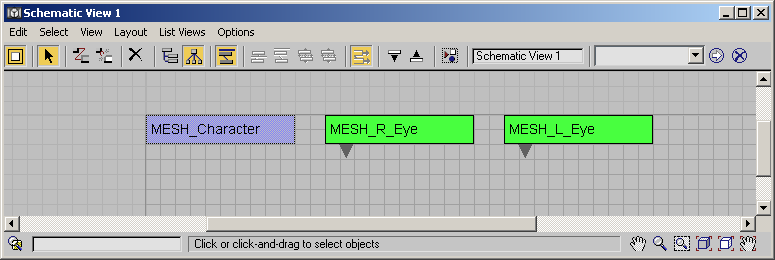 Schematic View 1
Edit Select View Layout List Views Options
Schematic View 1
MESH_Character MESH_R_Eye MESH_L_Eye
Click or click-and-drag to select objects